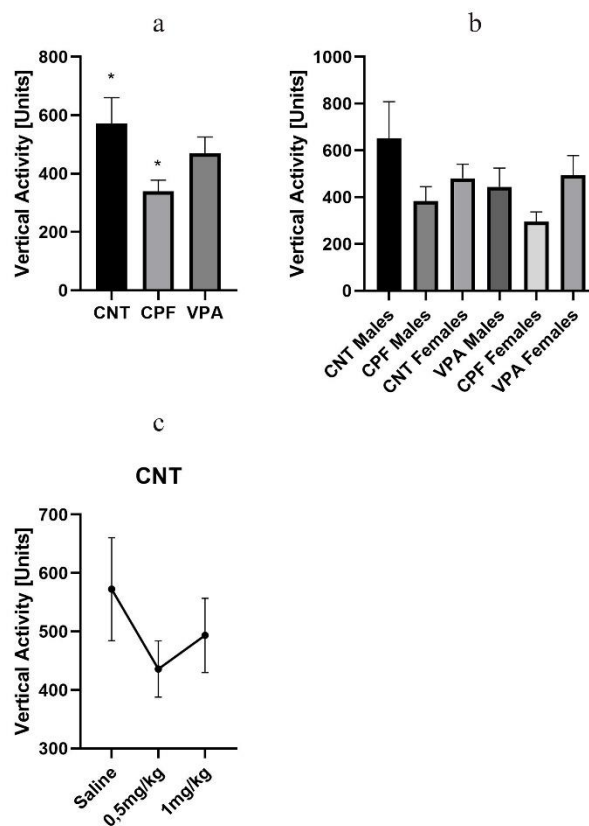 a
Vertical Activity [Units]
800
600
400
200
0
*
*
CNT CPF VPA
b
Vertical Activity [Units]
1000
800
600
400
200
0
CNT Males
CPF Males
CNT Females
VPA Males
CPF Females
VPA Females
c
CNT
Vertical Activity [Units]
700
600
500
400
300
Saline
0,5mg/kg
1mg/kg